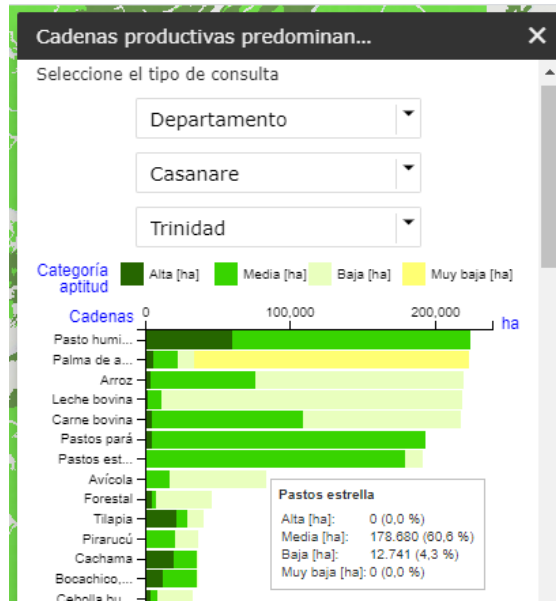 Cadenas productivas predominan...
Seleccione el tipo de consulta
Departamento
Casanare
Trinidad
Categoría aptitud
Alta [ha]
Media [ha]
Baja [ha]
Muy baja [ha]
Cadenas
0
100,000
200,000
ha
Pasto humi...
Palma de a...
Arroz
Leche bovina
Carne bovina
Pastos pará
Pastos est...
Avícola
Forestal
Tilapia
Pirarucú
Cachama
Bocachico,...
Cebolla bu...
Pastos estrella
Alta [ha]: 0 (0,0 %)
Media [ha]: 178.680 (60,6 %)
Baja [ha]: 12.741 (4,3 %)
Muy baja [ha]: 0 (0,0 %)